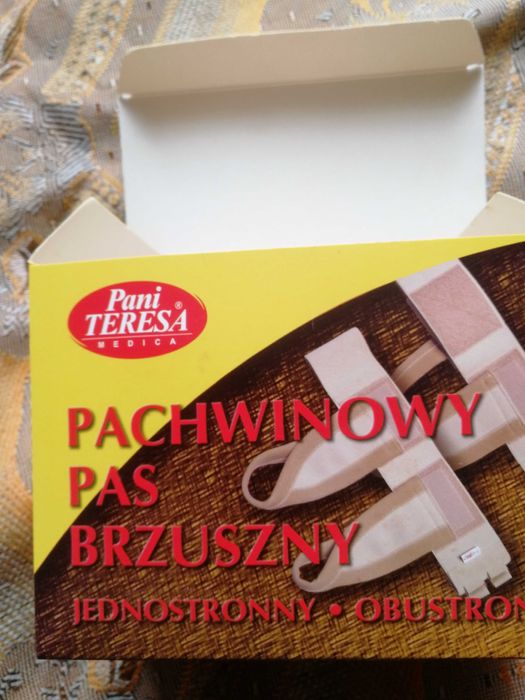 Pani
TERESA®
MEDICA
PACHWINOWY
PAS
BRZUSZNY
JEDNOSTRONNY • OBUSTRON